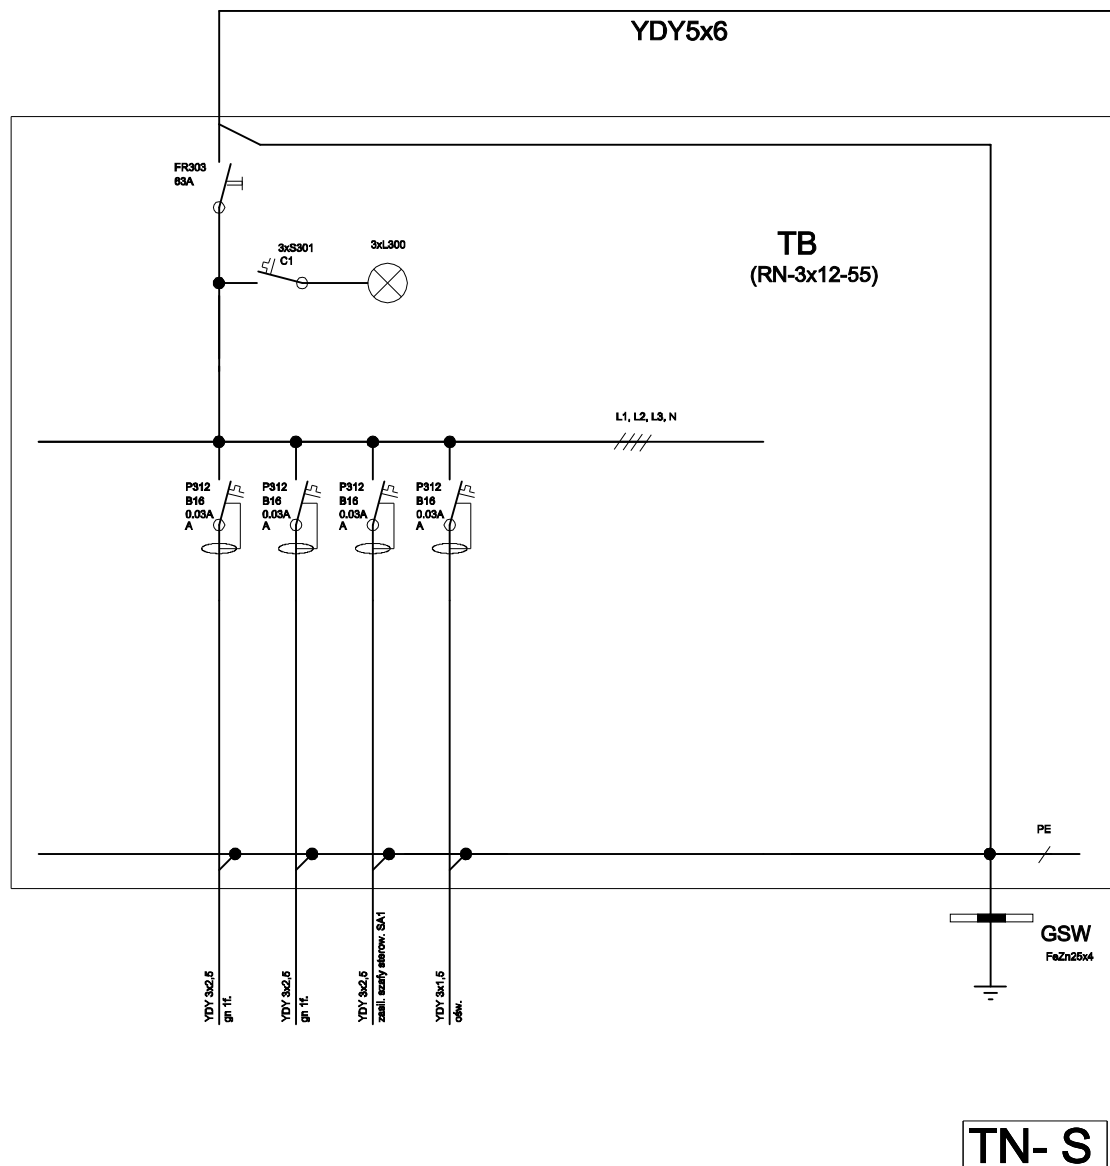 YDY5x6
FR303
63A
3xS301
C1
3xL300
TB
(RN-3x12-55)
L1, L2, L3, N
P312
B16
0.03A
A
P312
B16
0.03A
A
P312
B16
0.03A
A
P312
B16
0.03A
A
PE
GSW
FeZn25x4
YDY 3x2,5
gn 1f.
YDY 3x2,5
gn 1f.
YDY 3x2,5
zasil. szafy sterow. SA1
YDY 3x1,5
ośw.
TN- S